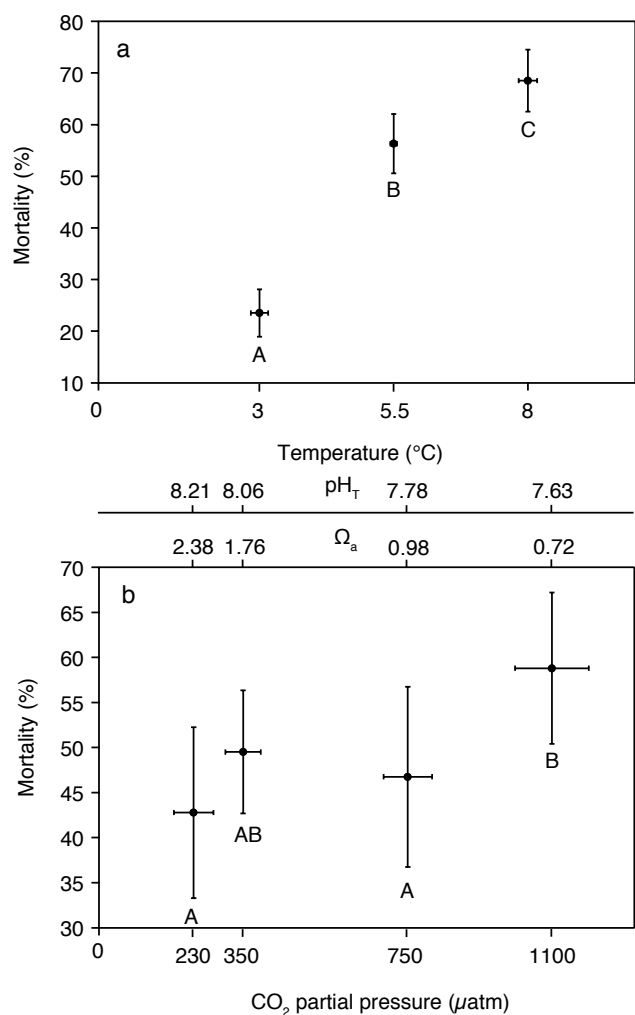 80
a
70
60
50
40
30
20
10
Mortality (%)
A
B
C
0 3 5.5 8
Temperature (°C)
8.21 8.06 pH_T 7.78 7.63
2.38 1.76 Ω_a 0.98 0.72
70
b
65
60
55
50
45
40
35
30
Mortality (%)
A
AB
A
B
0 230 350 750 1100
CO₂ partial pressure (µatm)